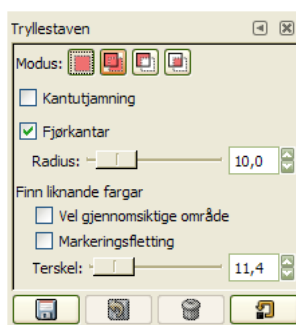 Tryllestaven
Modus:
Kantutjamning
Fjørkantar
Radius: 10,0
Finn liknande fargar
Vel gjennomsiktige område
Markeringsfletting
Terskel: 11,4